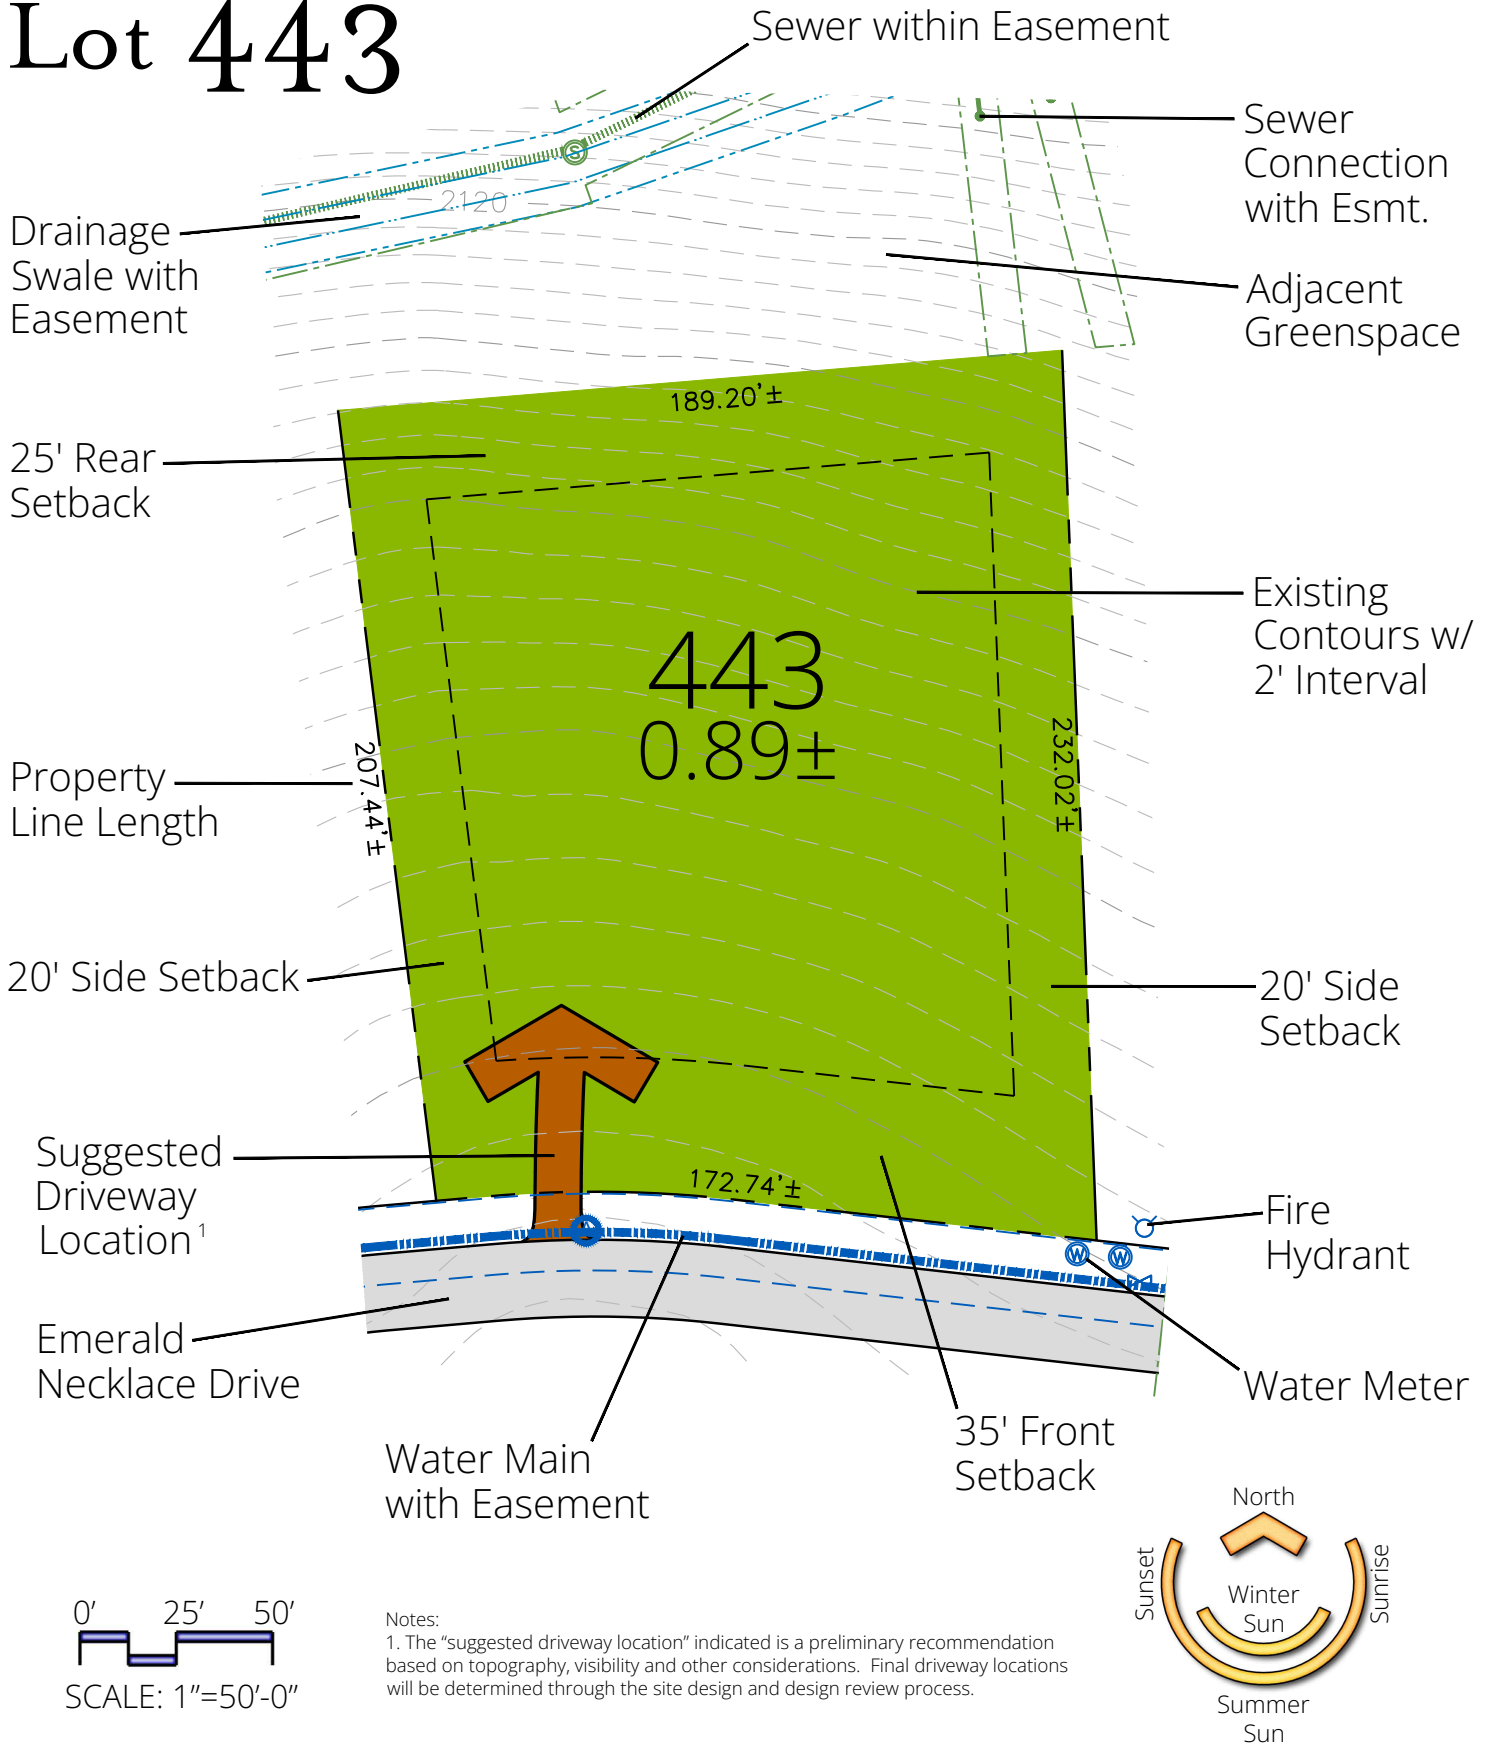 Lot 443
Sewer within Easement
Sewer
Connection
with Esmt.
2120
Drainage
Swale with
Easement
Adjacent
Greenspace
189.20'±
25' Rear
Setback
Existing
Contours w/
2' Interval
443
0.89±
232.02'±
207.44'±
Property
Line Length
20' Side Setback
20' Side
Setback
Suggested
Driveway
Location 1
172.74'±
Fire
Hydrant
S
W
W
Emerald
Necklace Drive
Water Meter
35' Front
Setback
Water Main
with Easement
North
Sunset
Sunrise
Winter
Sun
Summer
Sun
0' 25' 50'
SCALE: 1”=50’-0”
Notes:
1. The “suggested driveway location” indicated is a preliminary recommendation
based on topography, visibility and other considerations. Final driveway locations
will be determined through the site design and design review process.